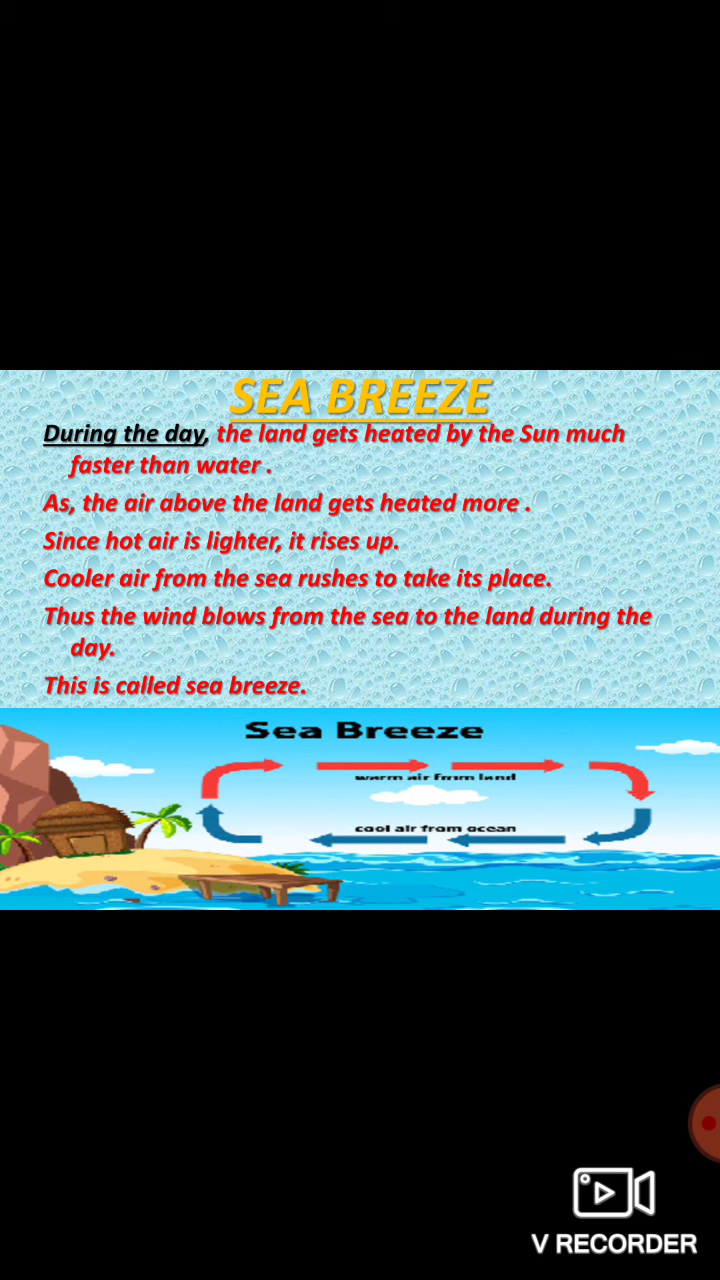 SEA BREEZE
During the day, the land gets heated by the Sun much
faster than water .
As, the air above the land gets heated more .
Since hot air is lighter, it rises up.
Cooler air from the sea rushes to take its place.
Thus the wind blows from the sea to the land during the
day.
This is called sea breeze.
Sea Breeze
warm air from land
cool air from ocean
V RECORDER